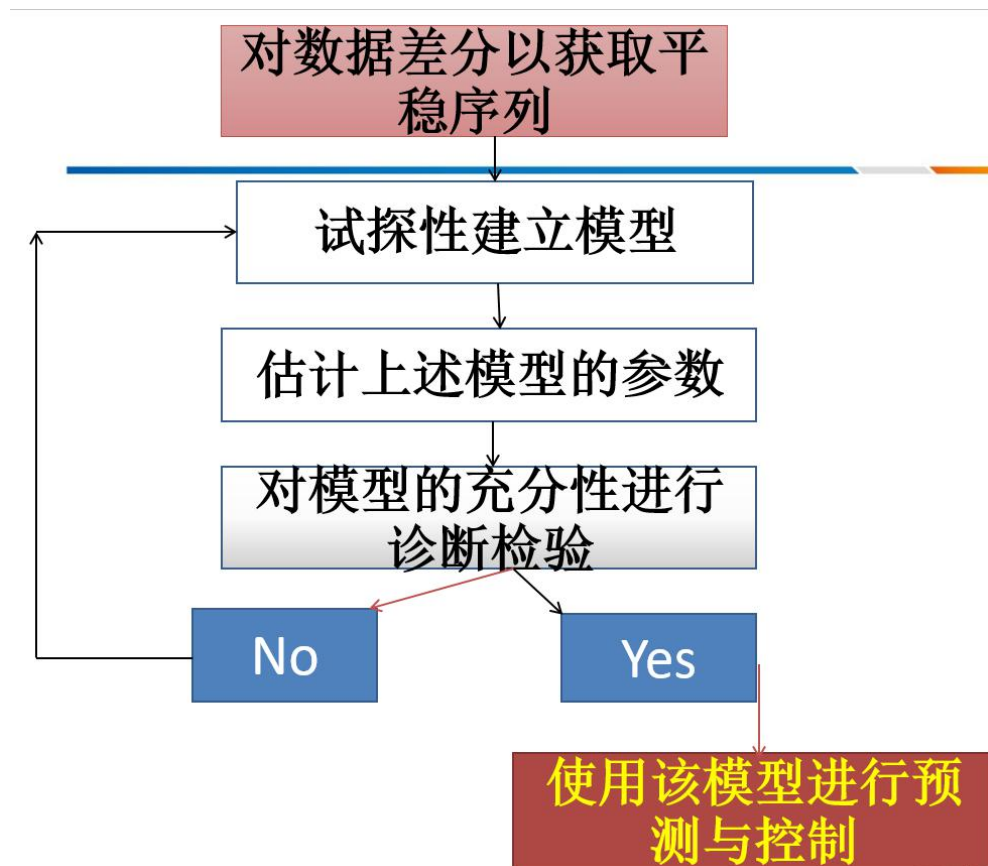 对数据差分以获取平
稳序列
试探性建立模型
估计上述模型的参数
对模型的充分性进行
诊断检验
No
Yes
使用该模型进行预
测与控制